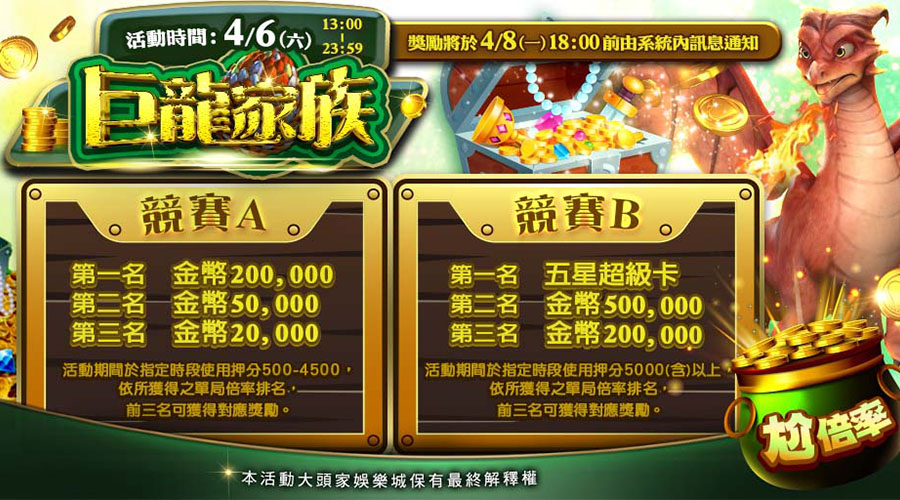 活動時間：4/6(六) 13:00 - 23:59
獎勵將於4/8(一)18:00前由系統內訊息通知
巨龍家族
競賽A
第一名 金幣200,000
第二名 金幣50,000
第三名 金幣20,000
活動期間於指定時段使用押分500-4500，
依所獲得之單局倍率排名，
前三名可獲得對應獎勵。
競賽B
第一名 五星超級卡
第二名 金幣500,000
第三名 金幣200,000
活動期間於指定時段使用押分5000(含)以上，
依所獲得之單局倍率排名，
前三名可獲得對應獎勵。
尬倍率
本活動大頭家娛樂城保有最終解釋權